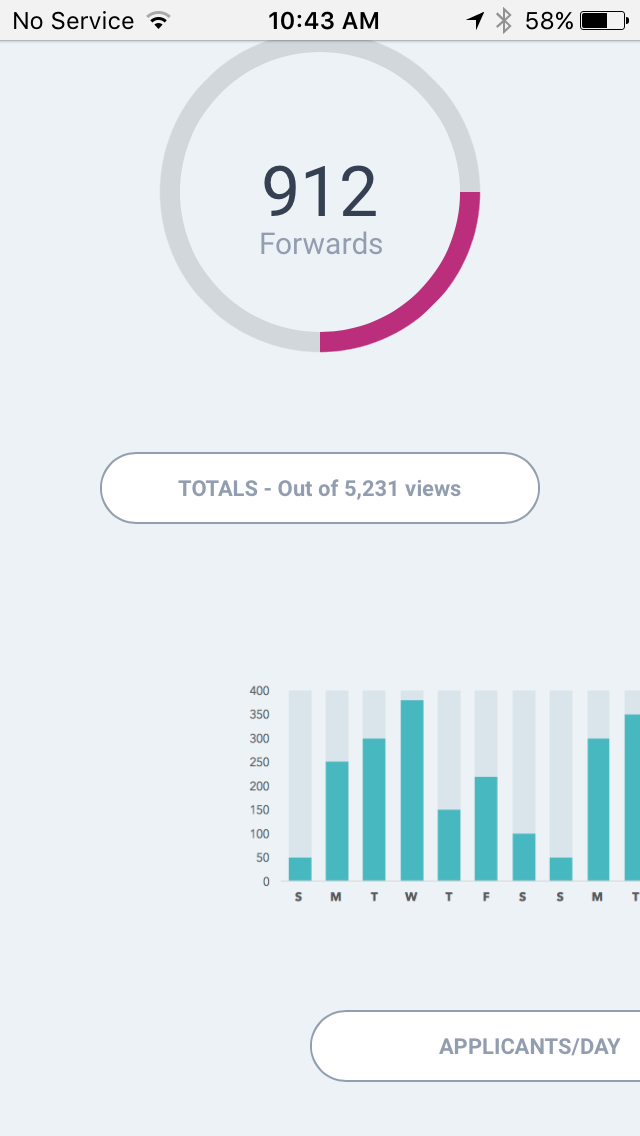 No Service 10:43 AM 58%
912
Forwards
TOTALS - Out of 5,231 views
400
350
300
250
200
150
100
50
0
S M T W T F S S M T
APPLICANTS/DAY